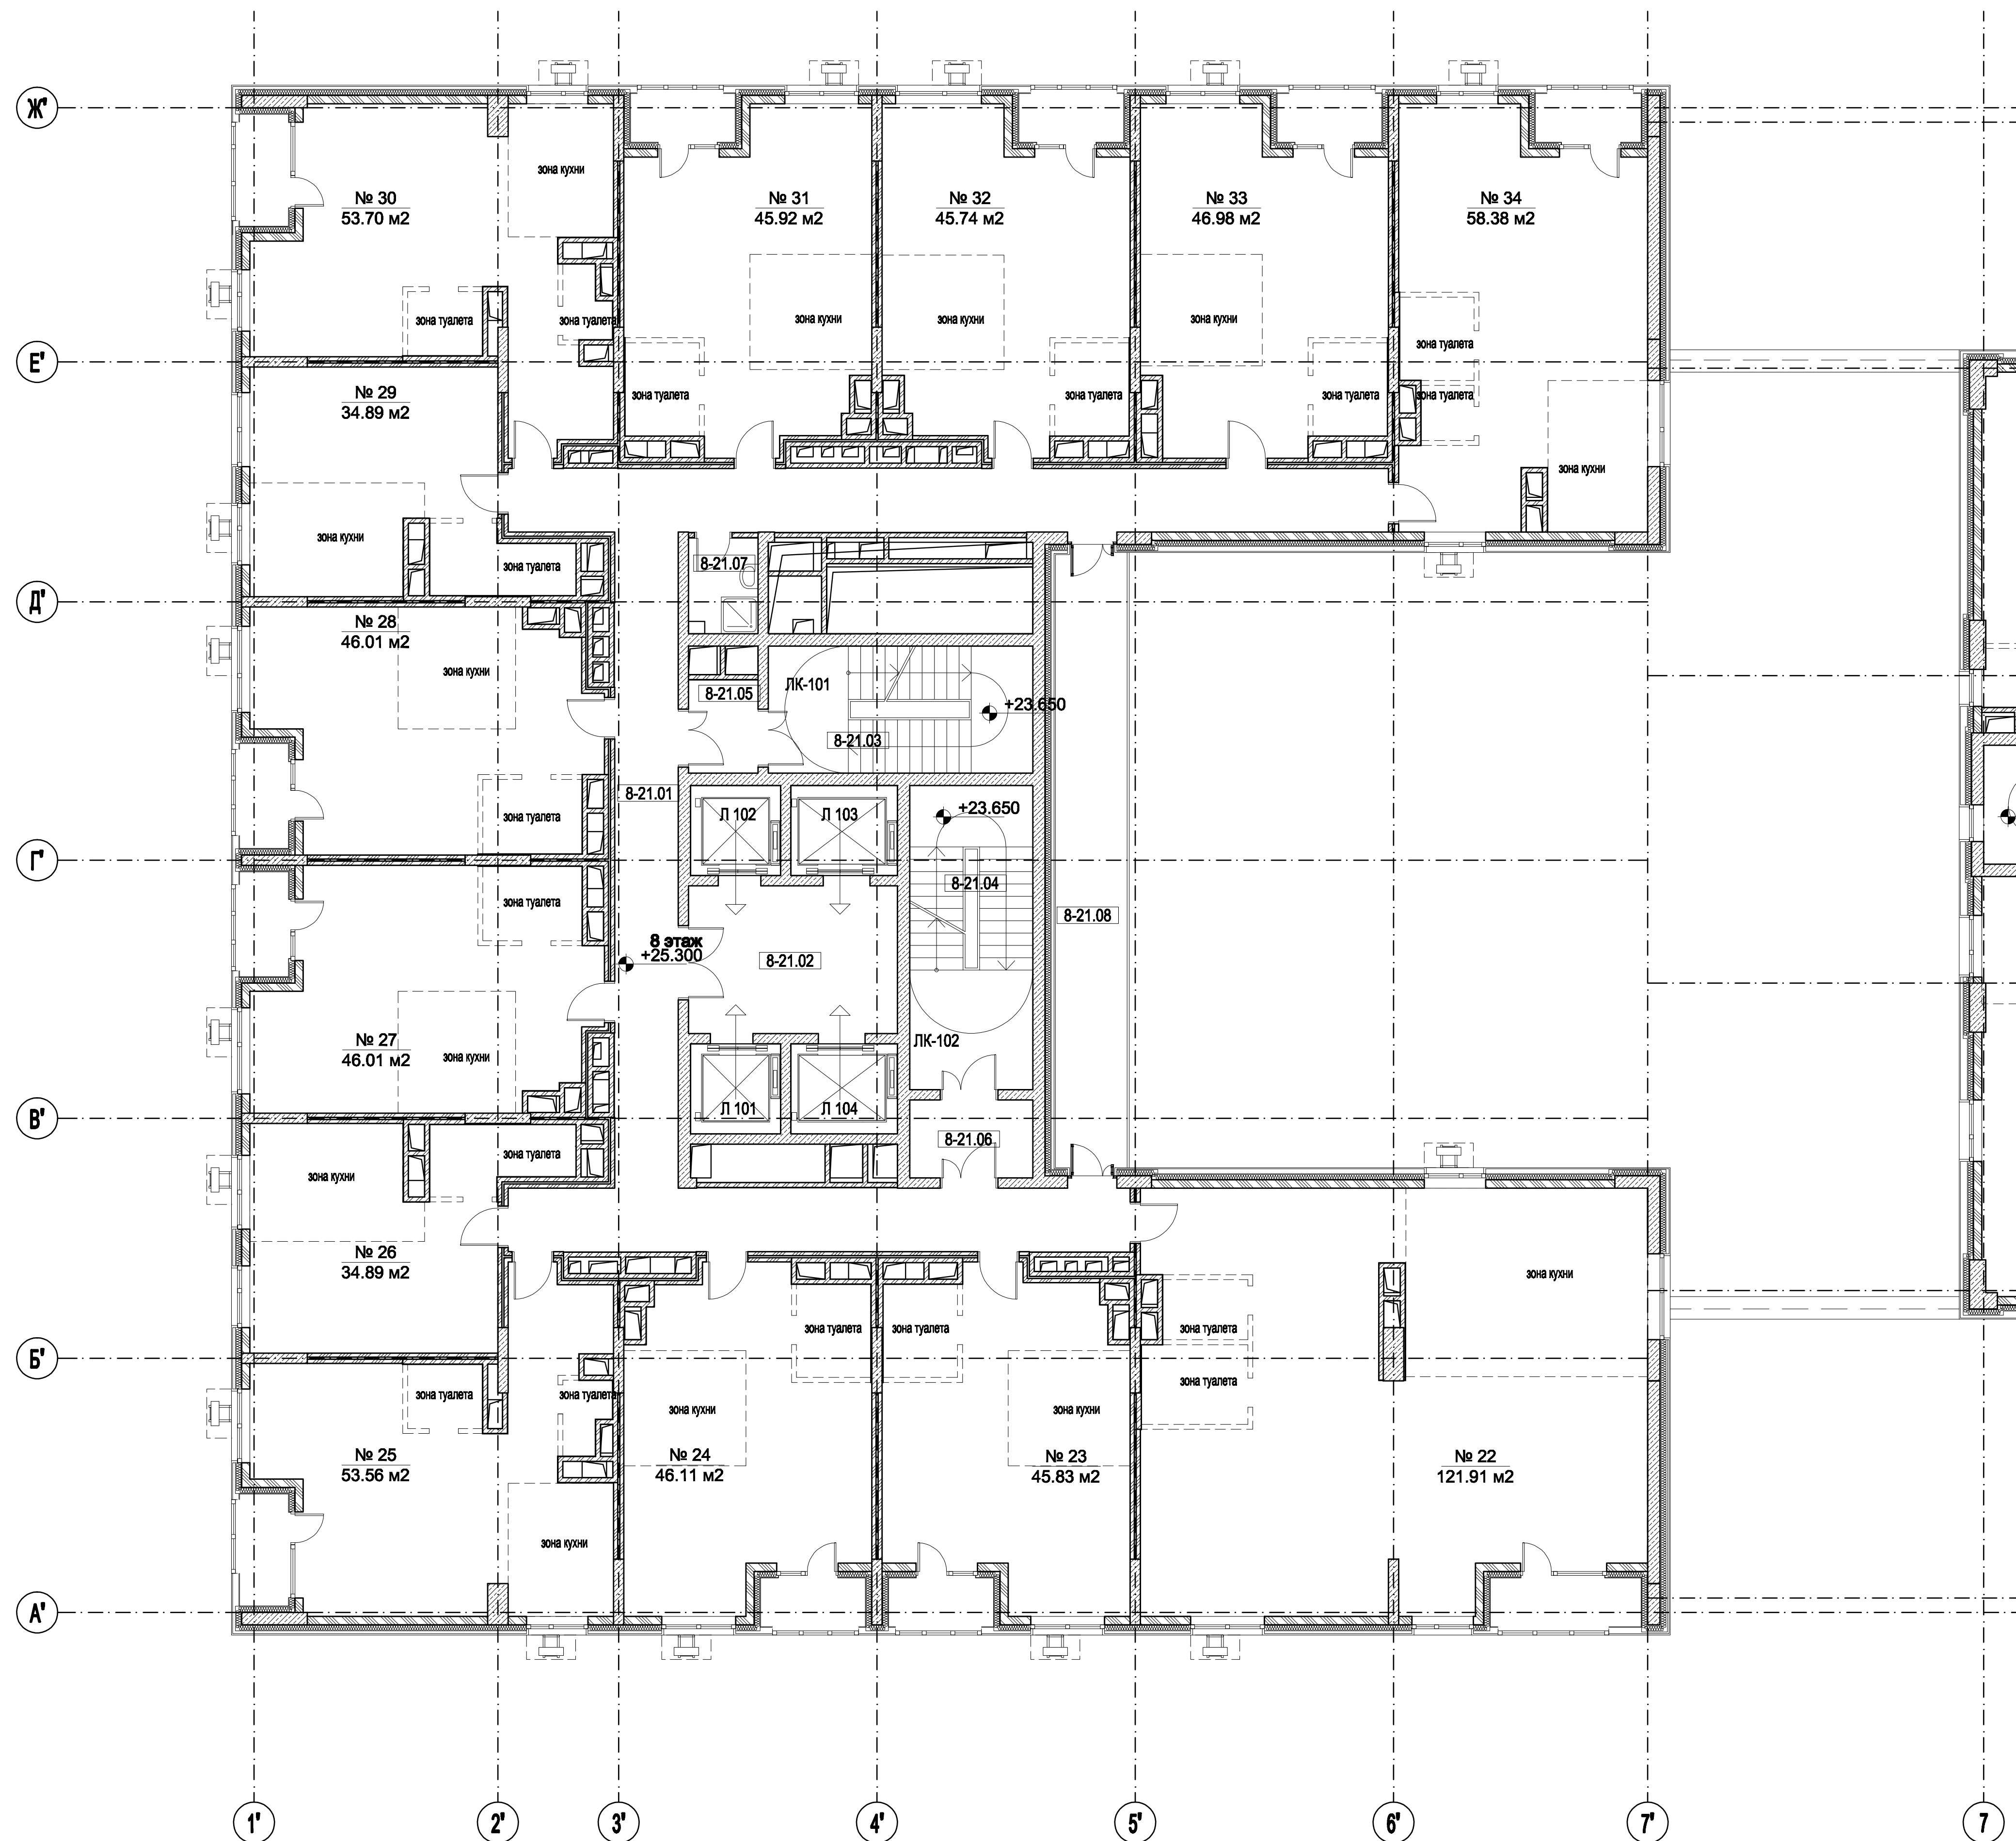 Ж'
№ 30
53.70 м2
зона кухни
№ 31
45.92 м2
№ 32
45.74 м2
№ 33
46.98 м2
№ 34
58.38 м2
зона туалета
зона туалета
зона кухни
зона кухни
зона кухни
зона туалета
Е'
№ 29
34.89 м2
зона туалета
зона туалета
зона туалета
зона туалета
зона кухни
зона кухни
зона туалета
8-21.07
Д'
№ 28
46.01 м2
зона кухни
8-21.05
ЛК-101
+23.650
8-21.03
8-21.01
зона туалета
Л 102
Л 103
+23.650
Г'
8-21.04
зона туалета
8-21.08
8 этаж
+25.300
8-21.02
№ 27
46.01 м2
зона кухни
ЛК-102
Л 101
Л 104
В'
8-21.06
зона туалета
зона кухни
№ 26
34.89 м2
зона кухни
зона туалета
зона туалета
зона туалета
Б'
зона туалета
зона туалета
зона туалета
зона кухни
зона кухни
№ 25
53.56 м2
№ 24
46.11 м2
№ 23
45.83 м2
№ 22
121.91 м2
зона кухни
А'
1'
2'
3'
4'
5'
6'
7'
7